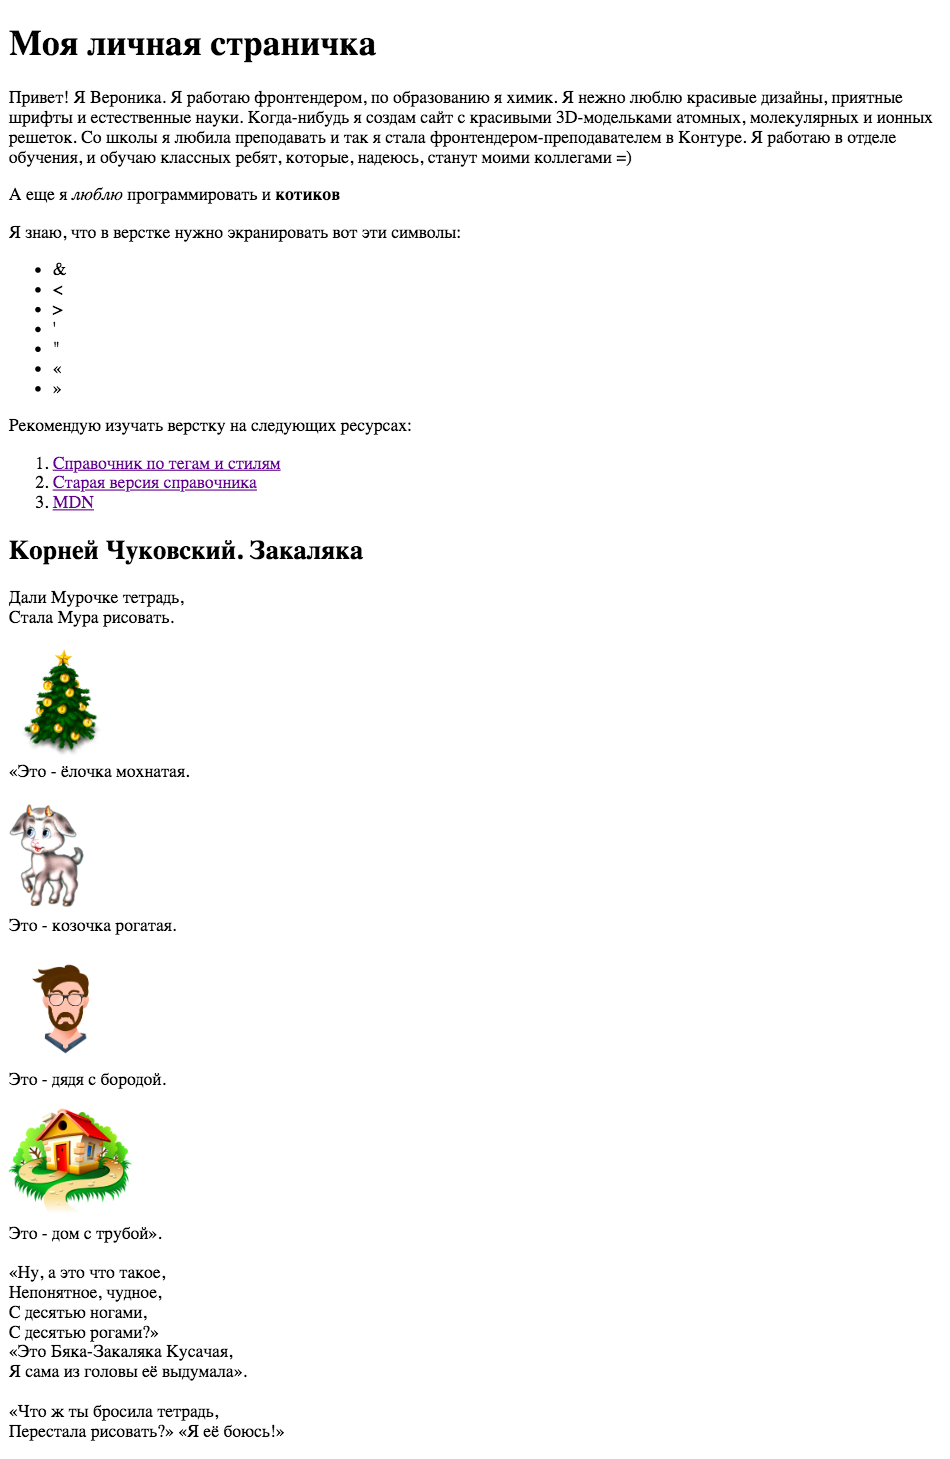 Моя личная страничка
Привет! Я Вероника. Я работаю фронтендером, по образованию я химик. Я нежно люблю красивые дизайны, приятные
шрифты и естественные науки. Когда-нибудь я создам сайт с красивыми 3D-модельками атомных, молекулярных и ионных
решеток. Со школы я любила преподавать и так я стала фронтендером-преподавателем в Контуре. Я работаю в отделе
обучения, и обучаю классных ребят, которые, надеюсь, станут моими коллегами =)
А еще я люблю программировать и котиков
Я знаю, что в верстке нужно экранировать вот эти символы:
• &
• <
• >
• '
• "
• «
• »
Рекомендую изучать верстку на следующих ресурсах:
1. Справочник по тегам и стилям
2. Старая версия справочника
3. MDN
Корней Чуковский. Закаляка
Дали Мурочке тетрадь,
Стала Мура рисовать.
«Это - ёлочка мохнатая.
Это - козочка рогатая.
Это - дядя с бородой.
Это - дом с трубой».
«Ну, а это что такое,
Непонятное, чудное,
С десятью ногами,
С десятью рогами?»
«Это Бяка-Закаляка Кусачая,
Я сама из головы её выдумала».
«Что ж ты бросила тетрадь,
Перестала рисовать?» «Я её боюсь!»